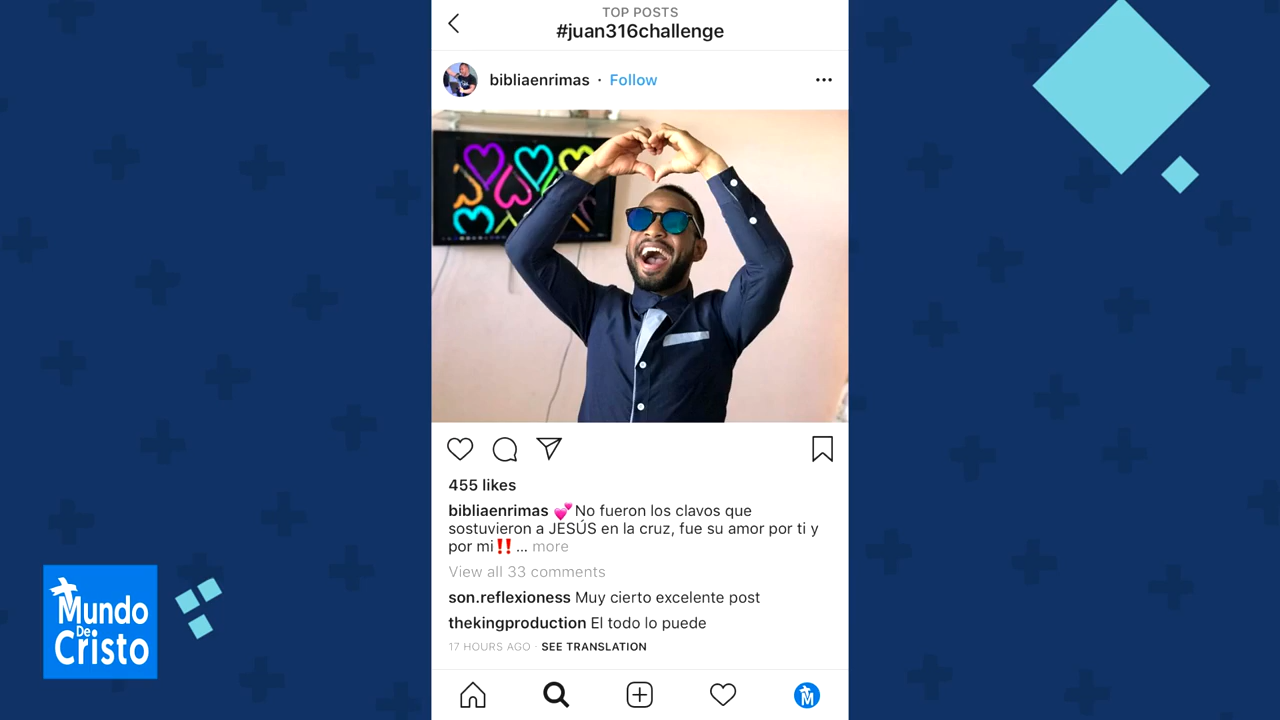 TOP POSTS
#juan316challenge
bibliaenrimas · Follow
455 likes
bibliaenrimas 💕No fueron los clavos que
sostuvieron a JESÚS en la cruz, fue su amor por ti y
por mi‼️ ... more
View all 33 comments
son.reflexioness Muy cierto excelente post
thekingproduction El todo lo puede
17 HOURS AGO · SEE TRANSLATION
Mundo
De
Cristo
M